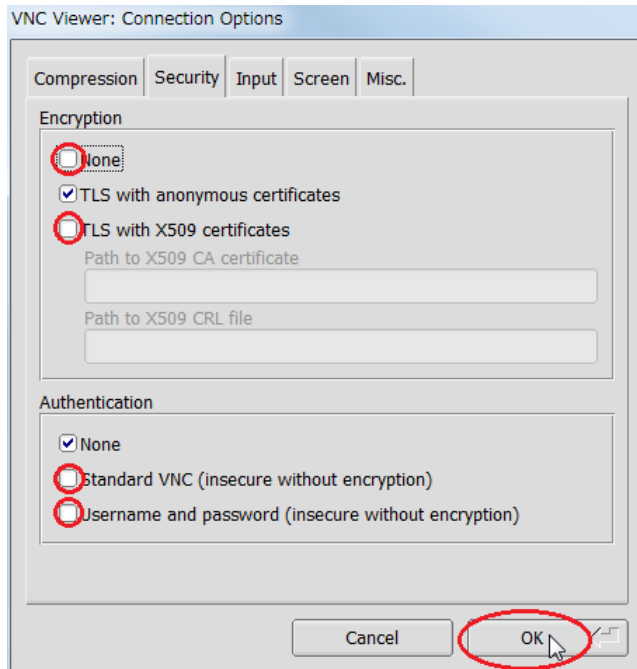 VNC Viewer: Connection Options
Compression Security Input Screen Misc.
Encryption
None
TLS with anonymous certificates
TLS with X509 certificates
Path to X509 CA certificate
Path to X509 CRL file
Authentication
None
Standard VNC (insecure without encryption)
Username and password (insecure without encryption)
Cancel OK